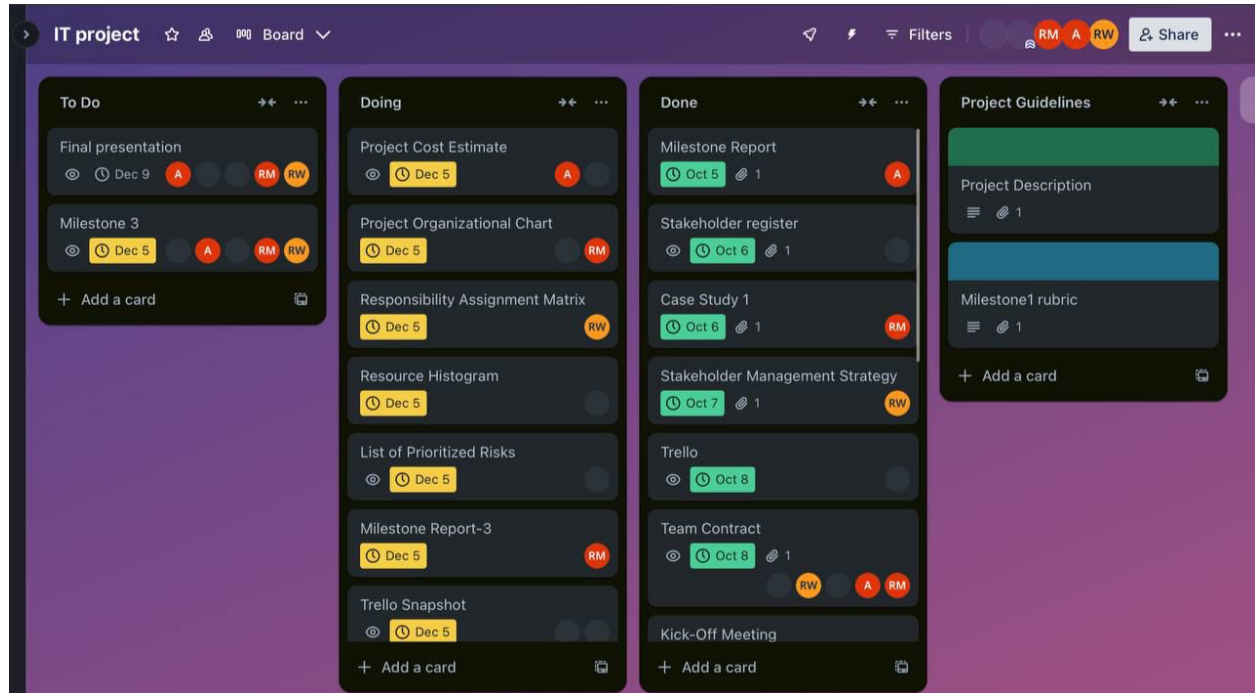 IT project
Board
Filters
RM A RW
Share
To Do
Final presentation
Dec 9 A RM RW
Milestone 3
Dec 5 A RM RW
+ Add a card
Doing
Project Cost Estimate
Dec 5 A
Project Organizational Chart
Dec 5 RM
Responsibility Assignment Matrix
Dec 5 RW
Resource Histogram
Dec 5
List of Prioritized Risks
Dec 5
Milestone Report-3
Dec 5 RM
Trello Snapshot
Dec 5
+ Add a card
Done
Milestone Report
Oct 5 1 A
Stakeholder register
Oct 6 1
Case Study 1
Oct 6 1 RM
Stakeholder Management Strategy
Oct 7 1 RW
Trello
Oct 8
Team Contract
Oct 8 1
RW A RM
Kick-Off Meeting
+ Add a card
Project Guidelines
Project Description
1
Milestone1 rubric
1
+ Add a card